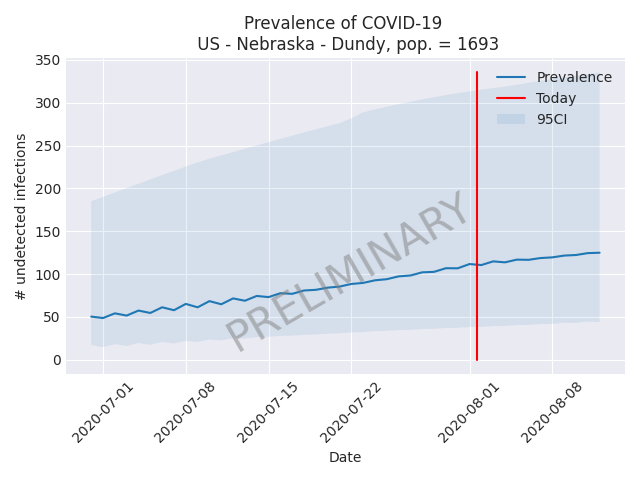 Prevalence of COVID-19
US - Nebraska - Dundy, pop. = 1693
# undetected infections
350
300
250
200
150
100
50
0
Prevalence
Today
95CI
PRELIMINARY
2020-07-01
2020-07-08
2020-07-15
2020-07-22
2020-08-01
2020-08-08
Date